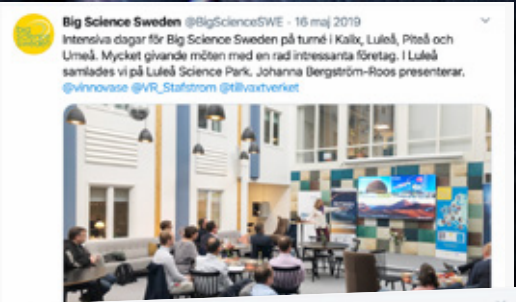 Big Science Sweden @BigScienceSWE · 16 maj 2019
Intensiva dagar för Big Science Sweden på turné i Kalix, Luleå, Piteå och
Umeå. Mycket givande möten med en rad intressanta företag. I Luleå
samlades vi på Luleå Science Park. Johanna Bergström-Roos presenterar.
@vinnovase @VR_Stafstrom @tillvaxtverket